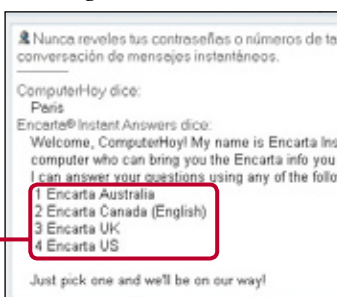 Nunca reveles tus contraseñas o números de ta
conversación de mensajes instantáneos.
ComputerHoy dice:
Paris
Encarta® Instant Answers dice:
Welcome, ComputerHoy! My name is Encarta Ins
computer who can bring you the Encarta info you
I can answer your questions using any of the follo
1 Encarta Australia
2 Encarta Canada (English)
3 Encarta UK
4 Encarta US
Just pick one and we'll be on our way!